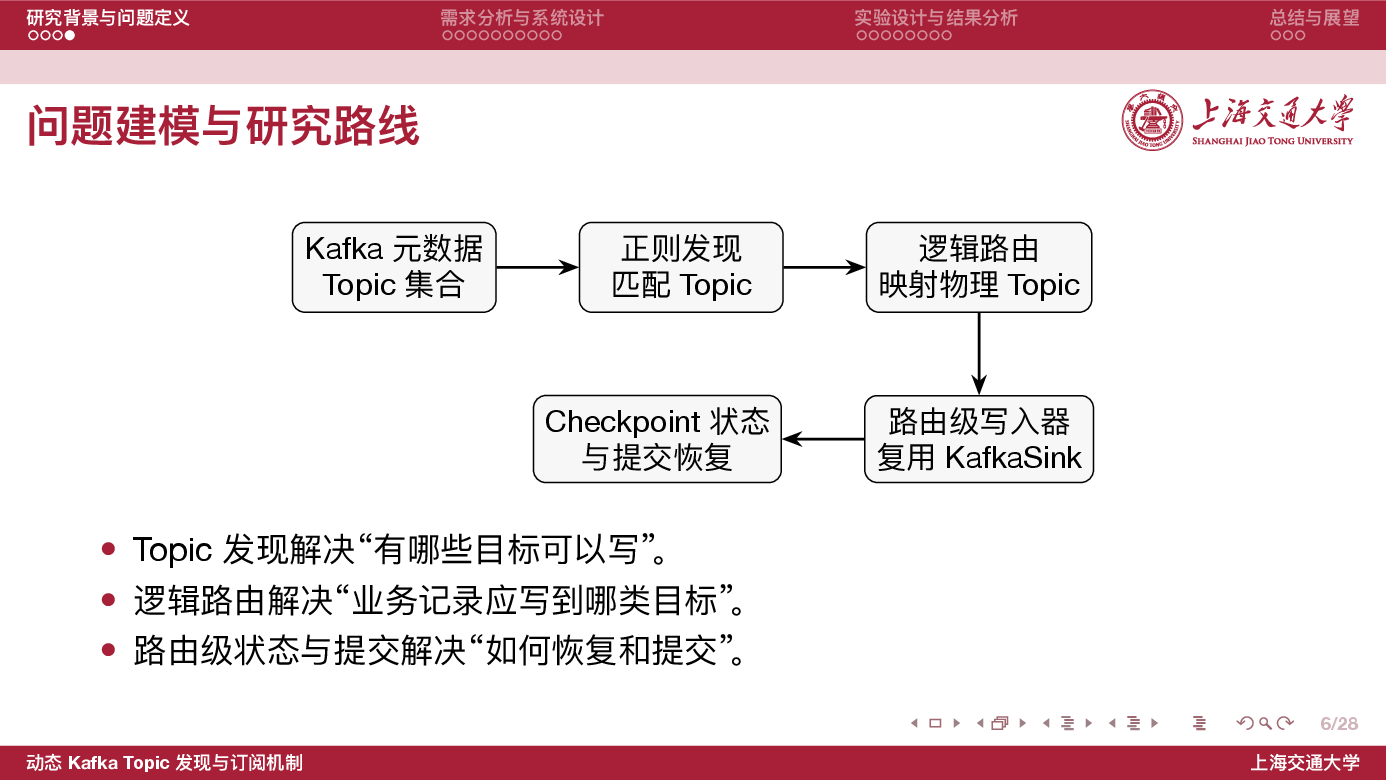 研究背景与问题定义
需求分析与系统设计
实验设计与结果分析
总结与展望
问题建模与研究路线
上海交通大学
SHANGHAI JIAO TONG UNIVERSITY
Kafka 元数据
Topic 集合
正则发现
匹配 Topic
逻辑路由
映射物理 Topic
Checkpoint 状态
与提交恢复
路由级写入器
复用 KafkaSink
Topic 发现解决“有哪些目标可以写”。
逻辑路由解决“业务记录应写到哪类目标”。
路由级状态与提交解决“如何恢复和提交”。
6/28
动态 Kafka Topic 发现与订阅机制
上海交通大学